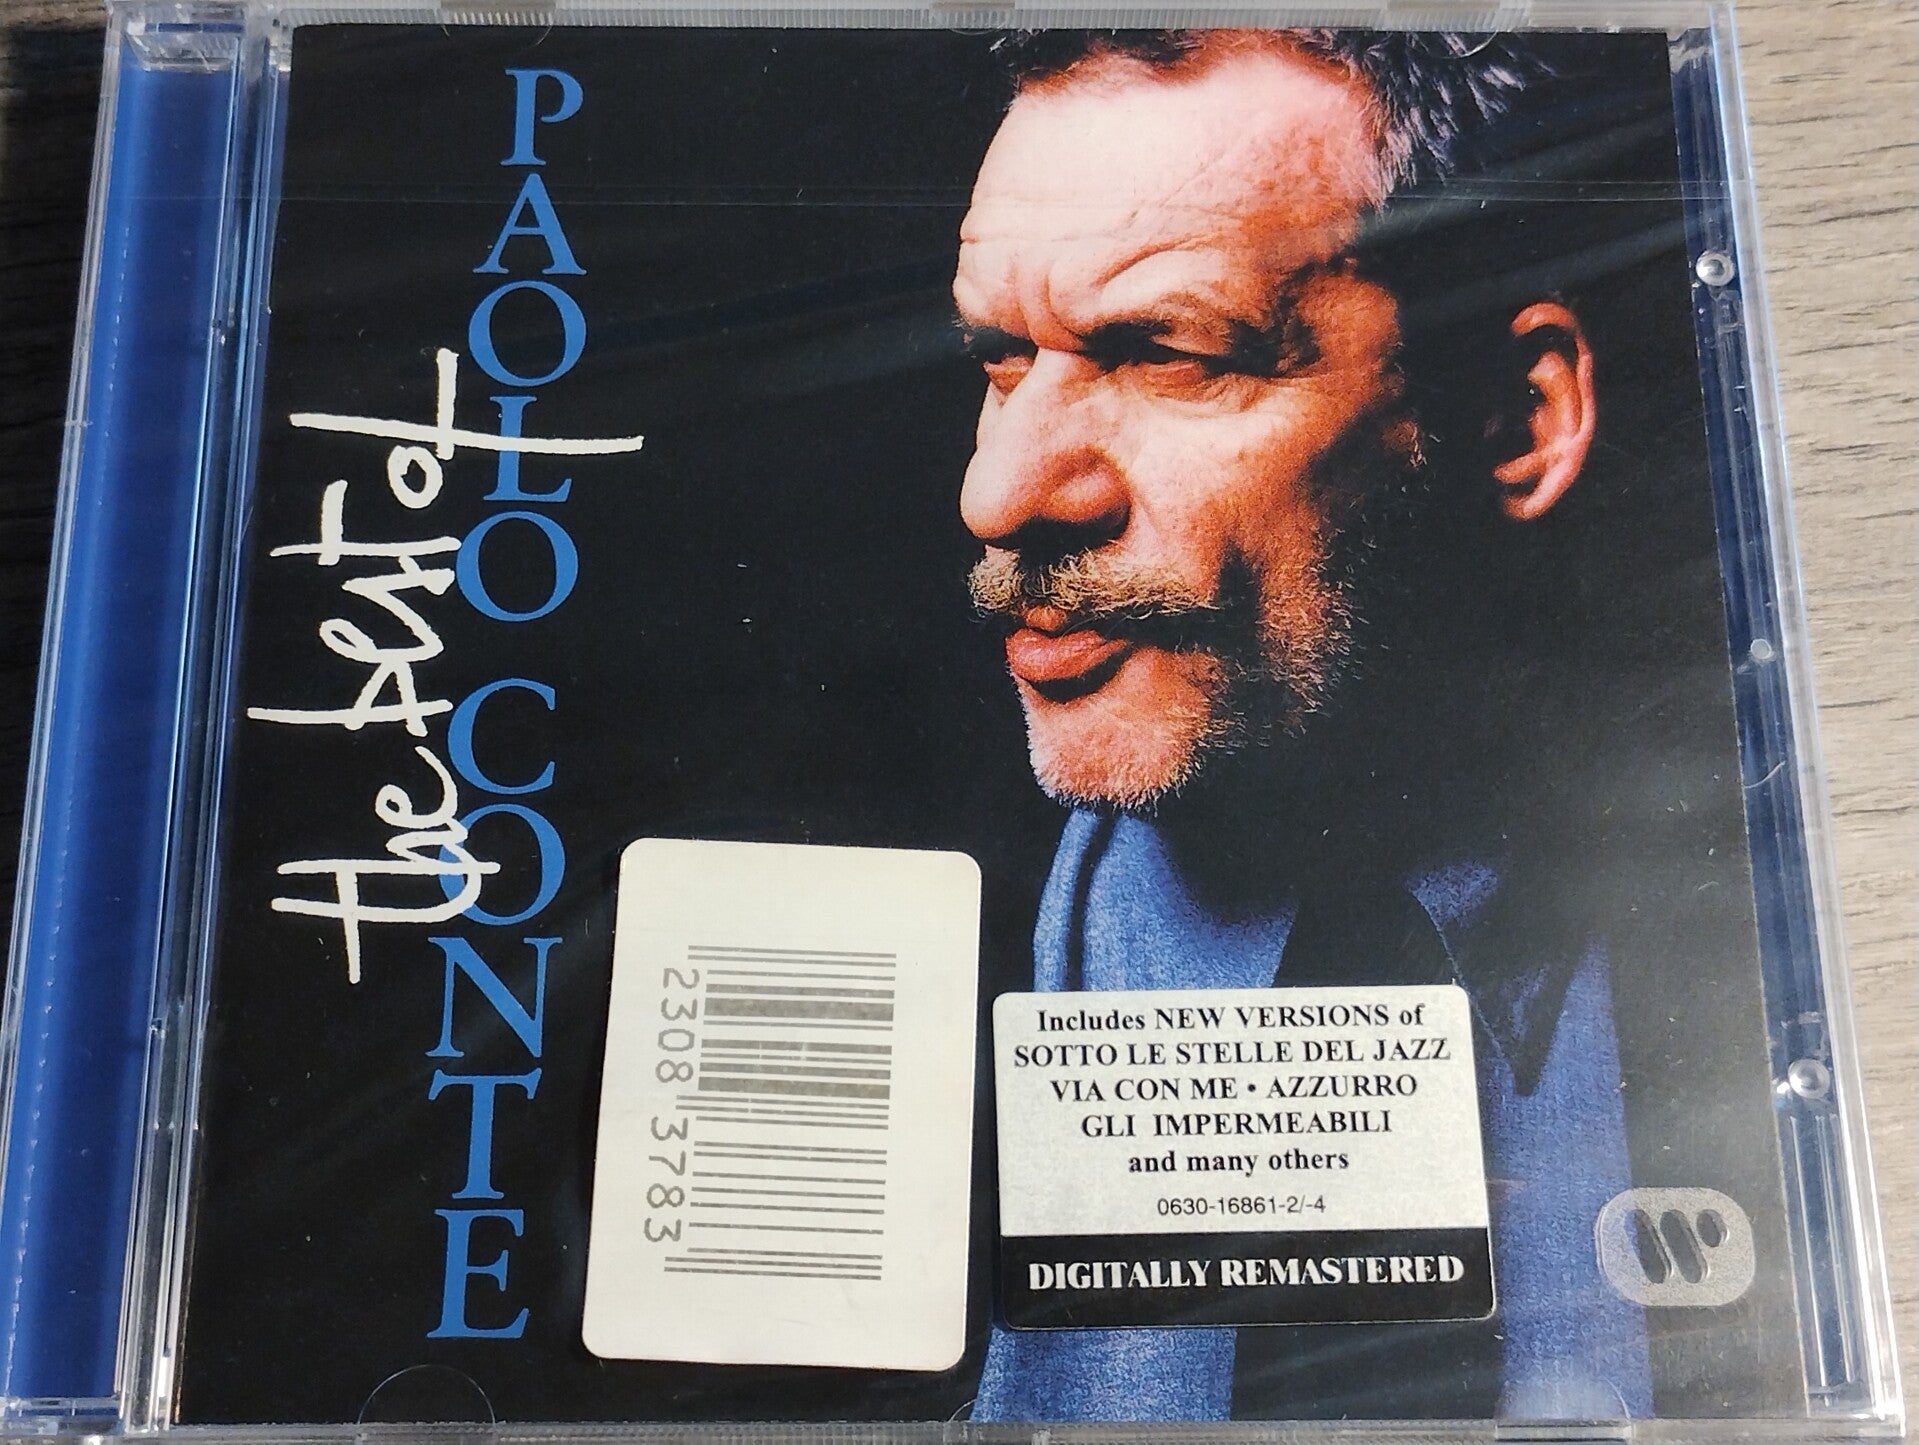 the best of
PAOLO CONTE
2308 3783
Includes NEW VERSIONS of
SOTTO LE STELLE DEL JAZZ
VIA CON ME • AZZURRO
GLI IMPERMEABILI
and many others
0630-16861-2/-4
DIGITALLY REMASTERED